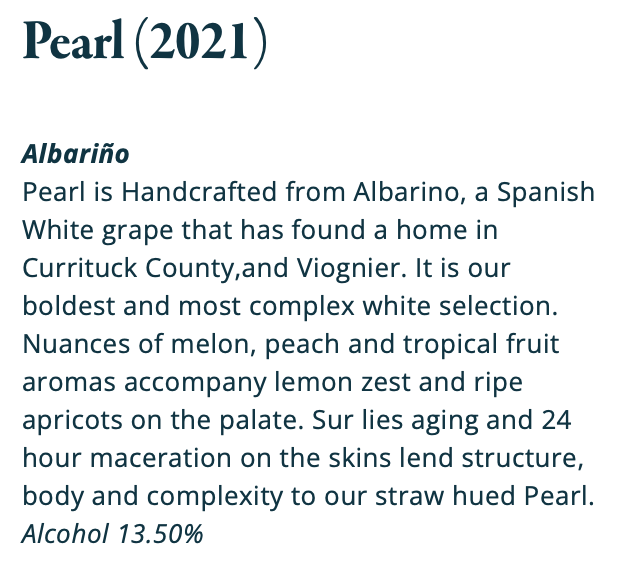 Pearl (2021)
Albariño
Pearl is Handcrafted from Albarino, a Spanish
White grape that has found a home in
Currituck County,and Viognier. It is our
boldest and most complex white selection.
Nuances of melon, peach and tropical fruit
aromas accompany lemon zest and ripe
apricots on the palate. Sur lies aging and 24
hour maceration on the skins lend structure,
body and complexity to our straw hued Pearl.
Alcohol 13.50%